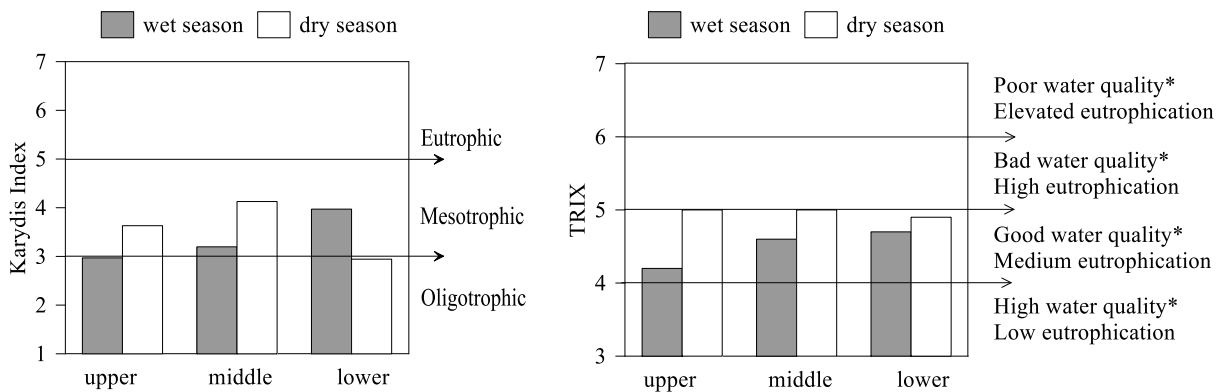 wet season dry season
7
6
5
4
3
2
1
Karydis Index
Eutrophic
Mesotrophic
Oligotrophic
upper middle lower
wet season dry season
7
6
5
4
3
TRIX
Poor water quality*
Elevated eutrophication
Bad water quality*
High eutrophication
Good water quality*
Medium eutrophication
High water quality*
Low eutrophication
upper middle lower